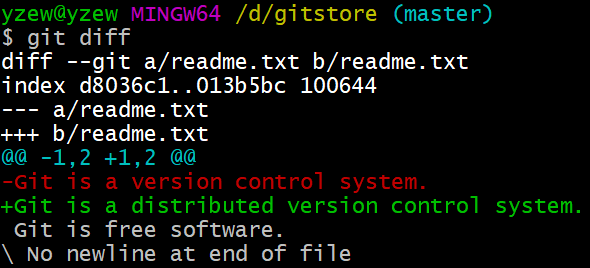 yzew@yzew MINGW64 /d/gitstore (master)
$ git diff
diff --git a/readme.txt b/readme.txt
index d8036c1..013b5bc 100644
--- a/readme.txt
+++ b/readme.txt
@@ -1,2 +1,2 @@
-Git is a version control system.
+Git is a distributed version control system.
 Git is free software.
\ No newline at end of file